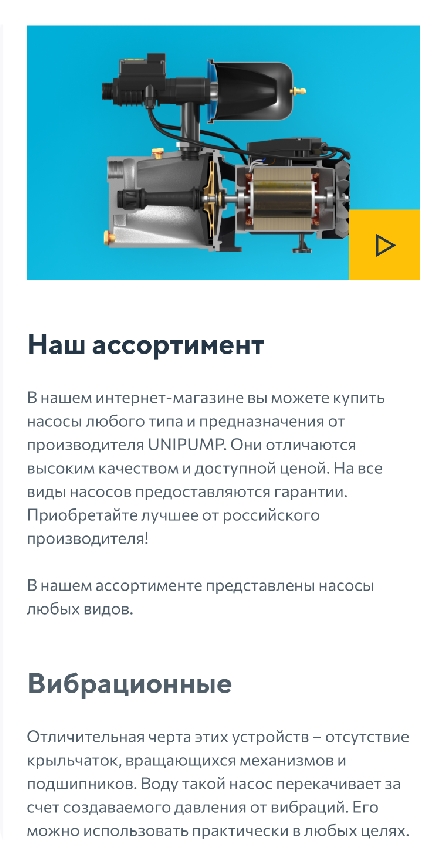 Наш ассортимент
В нашем интернет-магазине вы можете купить
насосы любого типа и предназначения от
производителя UNIPUMP. Они отличаются
высоким качеством и доступной ценой. На все
виды насосов предоставляются гарантии.
Приобретайте лучшее от российского
производителя!
В нашем ассортименте представлены насосы
любых видов.
Вибрационные
Отличительная черта этих устройств – отсутствие
крыльчаток, вращающихся механизмов и
подшипников. Воду такой насос перекачивает за
счет создаваемого давления от вибраций. Его
можно использовать практически в любых целях.